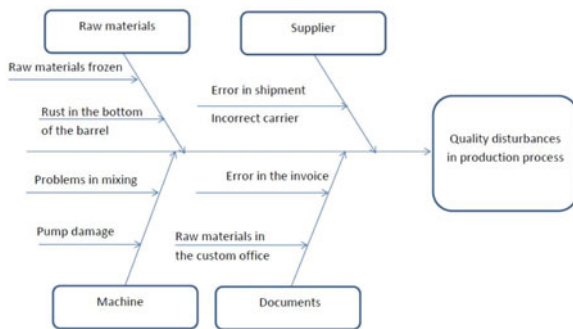 Raw materials
Supplier
Raw materials frozen
Rust in the bottom
of the barrel
Error in shipment
Incorrect carrier
Quality disturbances
in production process
Problems in mixing
Pump damage
Error in the invoice
Raw materials in
the custom office
Machine
Documents